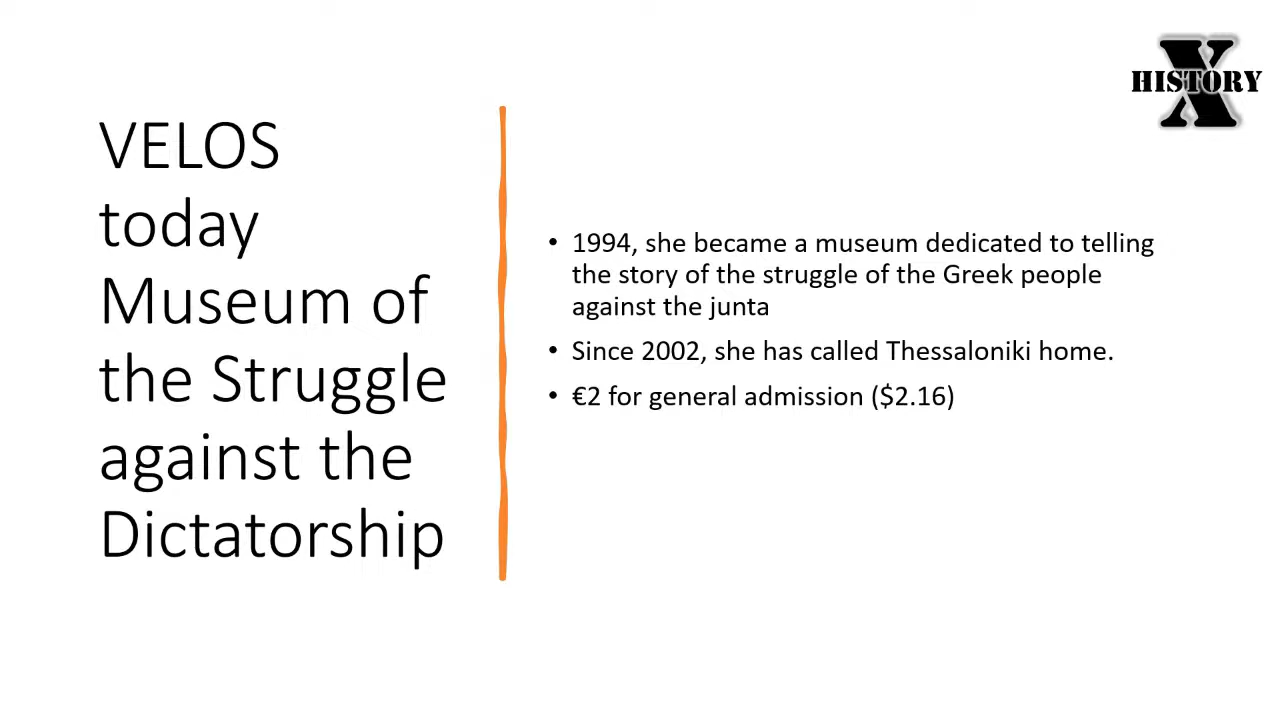 HISTORY
X
VELOS
today
Museum of
the Struggle
against the
Dictatorship
• 1994, she became a museum dedicated to telling
the story of the struggle of the Greek people
against the junta
• Since 2002, she has called Thessaloniki home.
• €2 for general admission ($2.16)